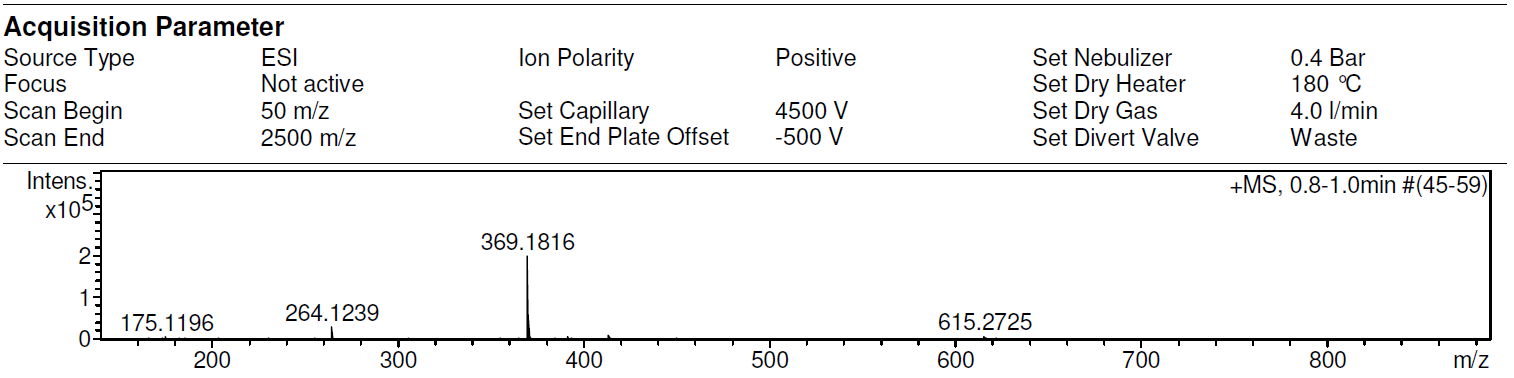 Acquisition Parameter
Source Type ESI Ion Polarity Positive Set Nebulizer 0.4 Bar
Focus Not active Set Dry Heater 180 °C
Scan Begin 50 m/z Set Capillary 4500 V Set Dry Gas 4.0 l/min
Scan End 2500 m/z Set End Plate Offset -500 V Set Divert Valve Waste
Intens. +MS, 0.8-1.0min #(45-59)
x10^5
369.1816
2
1 175.1196 264.1239 615.2725
0
200 300 400 500 600 700 800 m/z